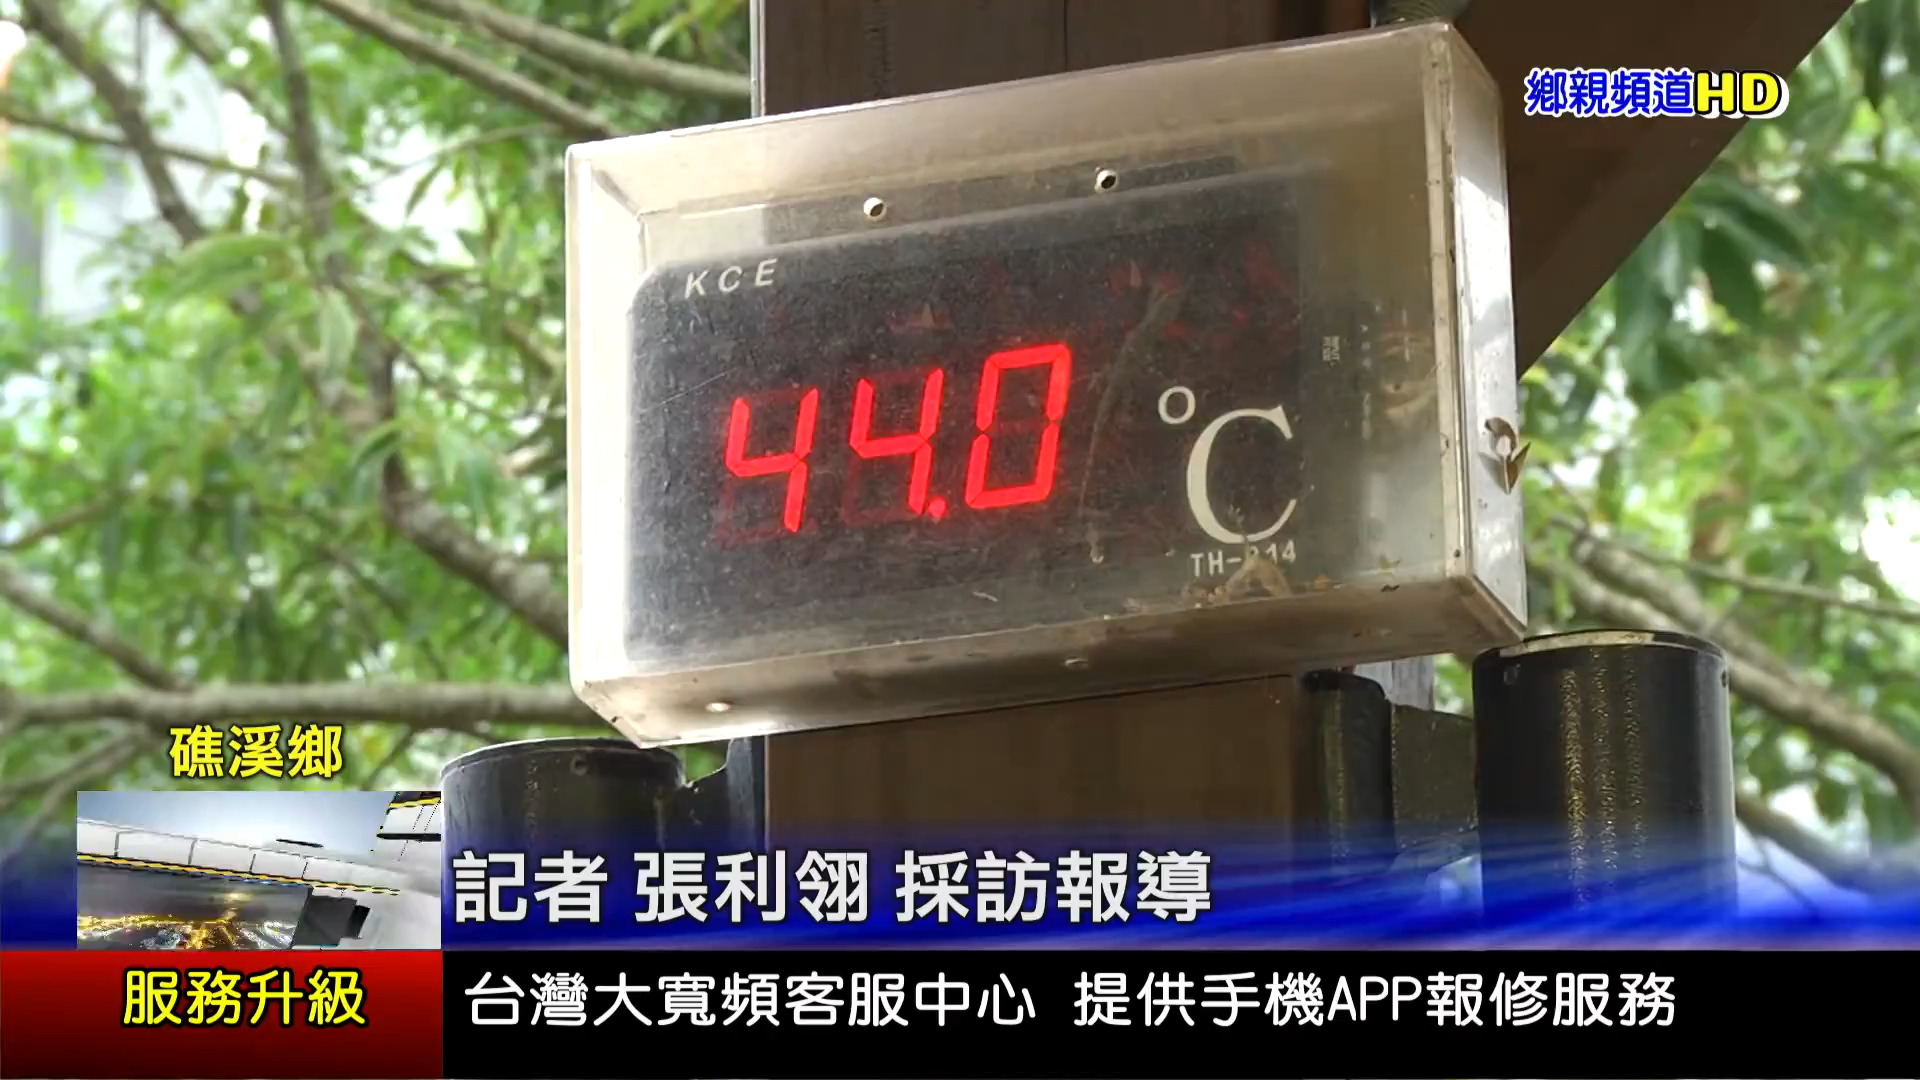 鄉親頻道HD
KCE
44.0
°C
礁溪鄉
記者 張利翎 採訪報導
服務升級
台灣大寬頻客服中心 提供手機APP報修服務